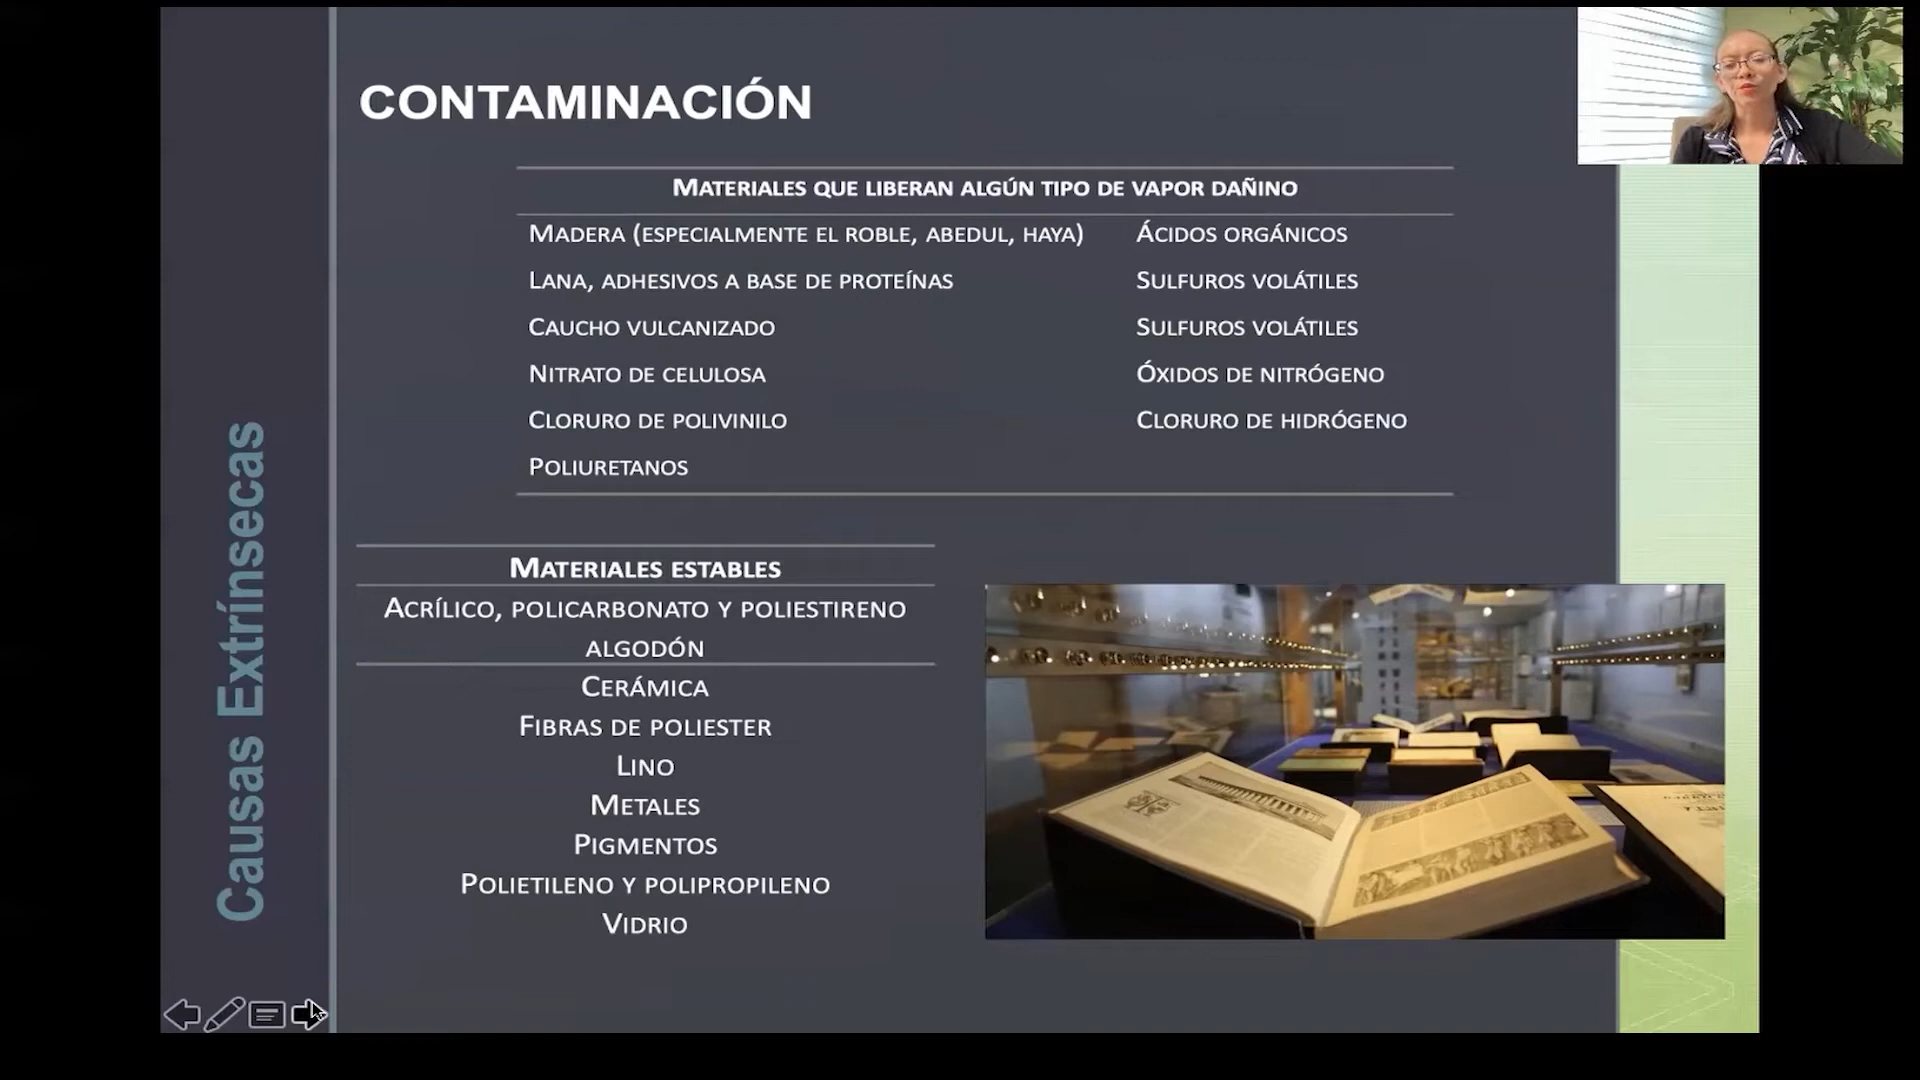 CONTAMINACIÓN
MATERIALES QUE LIBERAN ALGÚN TIPO DE VAPOR DAÑINO
MADERA (ESPECIALMENTE EL ROBLE, ABEDUL, HAYA) ÁCIDOS ORGÁNICOS
LANA, ADHESIVOS A BASE DE PROTEÍNAS SULFUROS VOLÁTILES
CAUCHO VULCANIZADO SULFUROS VOLÁTILES
NITRATO DE CELULOSA ÓXIDOS DE NITRÓGENO
CLORURO DE POLIVINILO CLORURO DE HIDRÓGENO
POLIURETANOS
Causas Extrínsecas
MATERIALES ESTABLES
ACRÍLICO, POLICARBONATO Y POLIESTIRENO
ALGODÓN
CERÁMICA
FIBRAS DE POLIESTER
LINO
METALES
PIGMENTOS
POLIETILENO Y POLIPROPILENO
VIDRIO